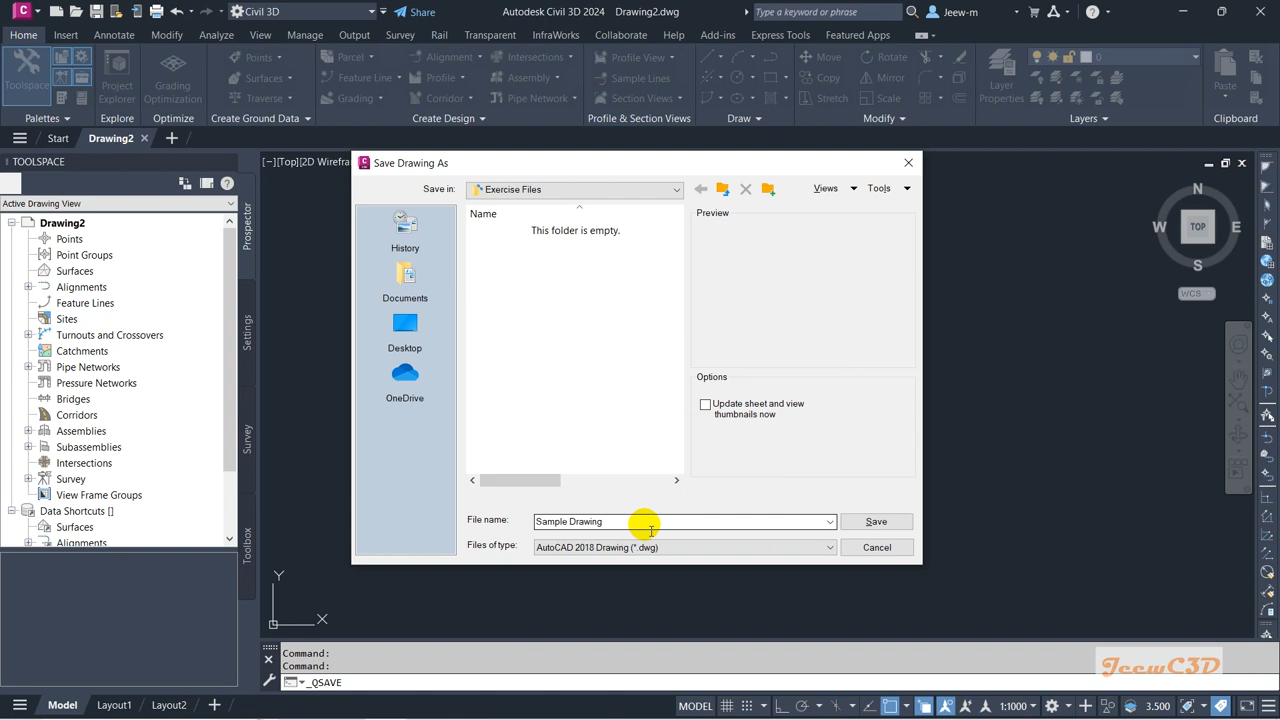 Civil 3D
Share
Autodesk Civil 3D 2024 Drawing2.dwg
Type a keyword or phrase
Jeew-m
Home Insert Annotate Modify Analyze View Manage Output Survey Rail Transparent InfraWorks Collaborate Help Add-ins Express Tools Featured Apps
Toolspace
Project Explorer
Grading Optimization
Points
Surfaces
Traverse
Parcel
Feature Line
Grading
Alignment
Profile
Corridor
Intersections
Assembly
Pipe Network
Profile View
Sample Lines
Section Views
Move
Copy
Stretch
Rotate
Mirror
Scale
Layer Properties
0
Paste
Palettes Explore Optimize Create Ground Data Create Design Profile & Section Views Draw Modify Layers Clipboard
Start Drawing2
TOOLSPACE
Active Drawing View
Drawing2
Points
Point Groups
Surfaces
Alignments
Feature Lines
Sites
Turnouts and Crossovers
Catchments
Pipe Networks
Pressure Networks
Bridges
Corridors
Assemblies
Subassemblies
Intersections
Survey
View Frame Groups
Data Shortcuts []
Surfaces
Alignments
Prospector
Settings
Survey
Toolbox
[−][Top][2D Wirefra
Save Drawing As
Save in: Exercise Files
Views Tools
History
Documents
Desktop
OneDrive
Name
This folder is empty.
Preview
Options
Update sheet and view
thumbnails now
File name: Sample Drawing
Save
Files of type: AutoCAD 2018 Drawing (*.dwg)
Cancel
N
W TOP E
S
WCS
Y
X
Command:
Command:
_QSAVE
JeewC3D
Model Layout1 Layout2
MODEL
1:1000
3.500